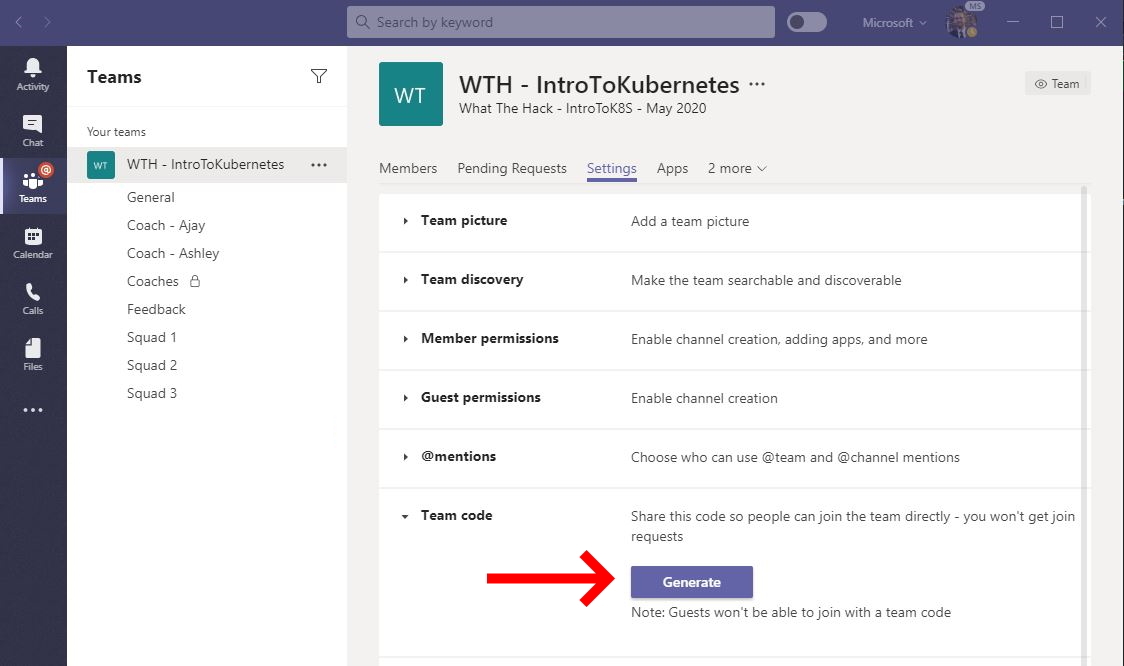 Search by keyword
Microsoft
MS
Activity
Chat
Teams
Calendar
Calls
Files
Teams
Your teams
WT
WTH - IntroToKubernetes
General
Coach - Ajay
Coach - Ashley
Coaches
Feedback
Squad 1
Squad 2
Squad 3
WT
WTH - IntroToKubernetes
What The Hack - IntroToK8S - May 2020
Team
Members Pending Requests Settings Apps 2 more
Team picture Add a team picture
Team discovery Make the team searchable and discoverable
Member permissions Enable channel creation, adding apps, and more
Guest permissions Enable channel creation
@mentions Choose who can use @team and @channel mentions
Team code Share this code so people can join the team directly - you won't get join
requests
Generate
Note: Guests won't be able to join with a team code